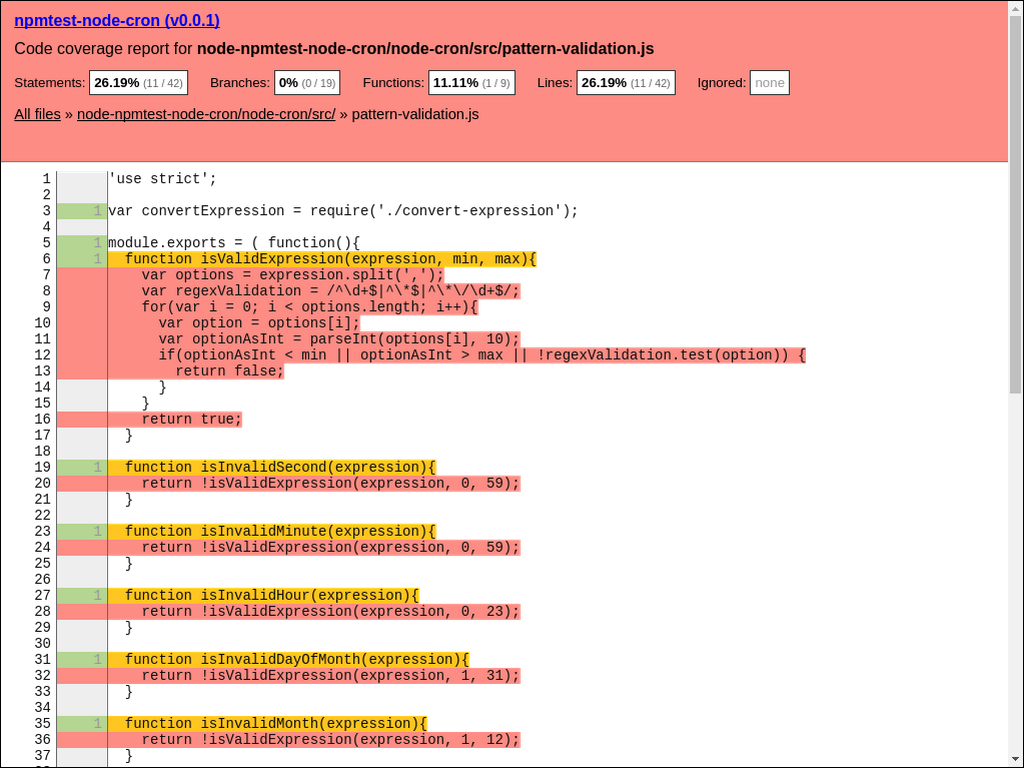 npmtest-node-cron (v0.0.1)
Code coverage report for node-npmtest-node-cron/node-cron/src/pattern-validation.js
Statements: 26.19% (11 / 42) Branches: 0% (0 / 19) Functions: 11.11% (1 / 9) Lines: 26.19% (11 / 42) Ignored: none
All files » node-npmtest-node-cron/node-cron/src/ » pattern-validation.js
1 'use strict';
2
3 1 var convertExpression = require('./convert-expression');
4
5 1 module.exports = ( function(){
6 1   function isValidExpression(expression, min, max){
7     var options = expression.split(',');
8     var regexValidation = /^\d+$|^\*$|^\*\/\d+$/;
9     for(var i = 0; i < options.length; i++){
10       var option = options[i];
11       var optionAsInt = parseInt(options[i], 10);
12       if(optionAsInt < min || optionAsInt > max || !regexValidation.test(option)) {
13         return false;
14       }
15     }
16     return true;
17   }
18
19 1   function isInvalidSecond(expression){
20     return !isValidExpression(expression, 0, 59);
21   }
22
23 1   function isInvalidMinute(expression){
24     return !isValidExpression(expression, 0, 59);
25   }
26
27 1   function isInvalidHour(expression){
28     return !isValidExpression(expression, 0, 23);
29   }
30
31 1   function isInvalidDayOfMonth(expression){
32     return !isValidExpression(expression, 1, 31);
33   }
34
35 1   function isInvalidMonth(expression){
36     return !isValidExpression(expression, 1, 12);
37   }